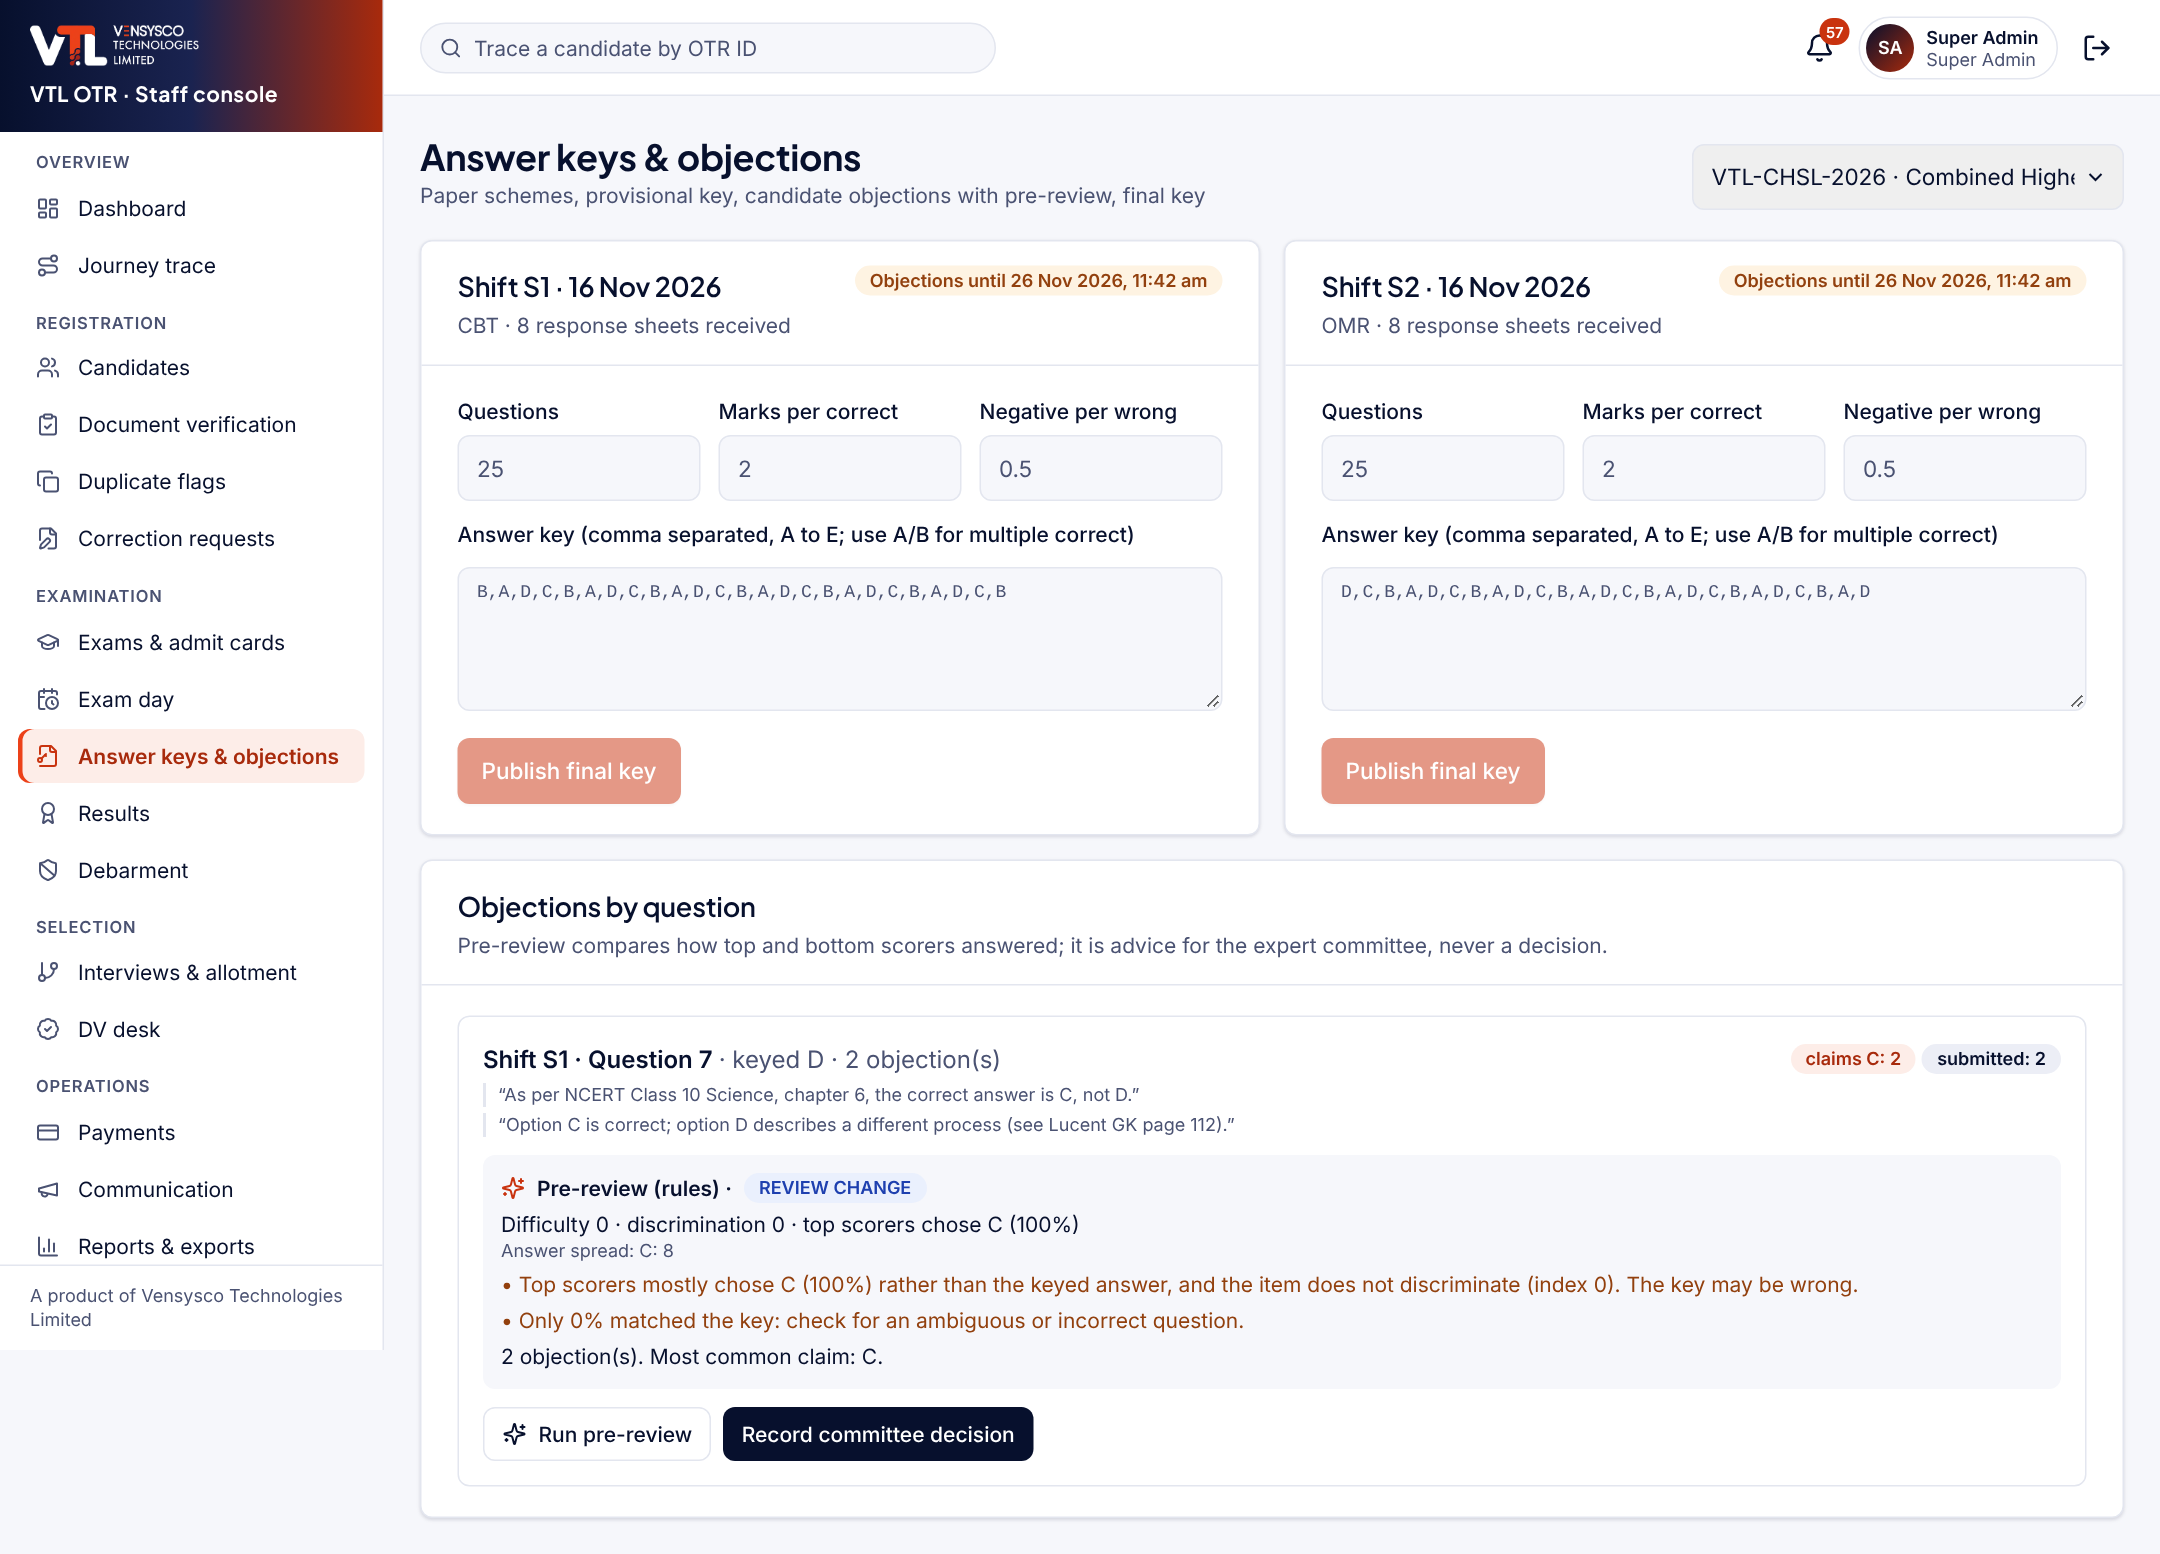 VTL VENSYSCO
TECHNOLOGIES
LIMITED
VTL OTR · Staff console
OVERVIEW
Dashboard
Journey trace
REGISTRATION
Candidates
Document verification
Duplicate flags
Correction requests
EXAMINATION
Exams & admit cards
Exam day
Answer keys & objections
Results
Debarment
SELECTION
Interviews & allotment
DV desk
OPERATIONS
Payments
Communication
Reports & exports
A product of Vensysco Technologies
Limited
Trace a candidate by OTR ID
57
SA
Super Admin
Super Admin
Answer keys & objections
Paper schemes, provisional key, candidate objections with pre-review, final key
VTL-CHSL-2026 · Combined Highe
Shift S1 · 16 Nov 2026
Objections until 26 Nov 2026, 11:42 am
CBT · 8 response sheets received
Questions
Marks per correct
Negative per wrong
25
2
0.5
Answer key (comma separated, A to E; use A/B for multiple correct)
B,A,D,C,B,A,D,C,B,A,D,C,B,A,D,C,B,A,D,C,B,A,D,C,B
Publish final key
Shift S2 · 16 Nov 2026
Objections until 26 Nov 2026, 11:42 am
OMR · 8 response sheets received
Questions
Marks per correct
Negative per wrong
25
2
0.5
Answer key (comma separated, A to E; use A/B for multiple correct)
D,C,B,A,D,C,B,A,D,C,B,A,D,C,B,A,D,C,B,A,D,C,B,A,D
Publish final key
Objections by question
Pre-review compares how top and bottom scorers answered; it is advice for the expert committee, never a decision.
Shift S1 · Question 7 · keyed D · 2 objection(s)
claims C: 2
submitted: 2
“As per NCERT Class 10 Science, chapter 6, the correct answer is C, not D.”
“Option C is correct; option D describes a different process (see Lucent GK page 112).”
Pre-review (rules) · REVIEW CHANGE
Difficulty 0 · discrimination 0 · top scorers chose C (100%)
Answer spread: C: 8
• Top scorers mostly chose C (100%) rather than the keyed answer, and the item does not discriminate (index 0). The key may be wrong.
• Only 0% matched the key: check for an ambiguous or incorrect question.
2 objection(s). Most common claim: C.
Run pre-review
Record committee decision